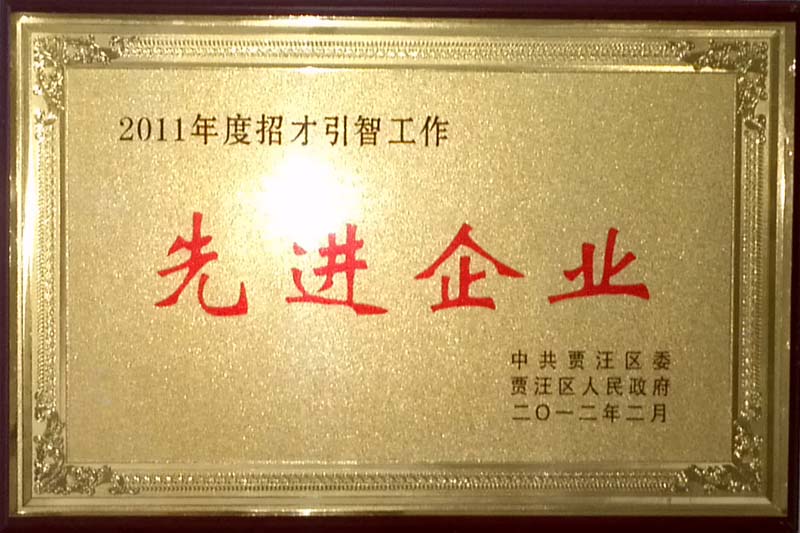 2011年度招才引智工作
先进企业
中共贾汪区委
贾汪区人民政府
二〇一二年二月